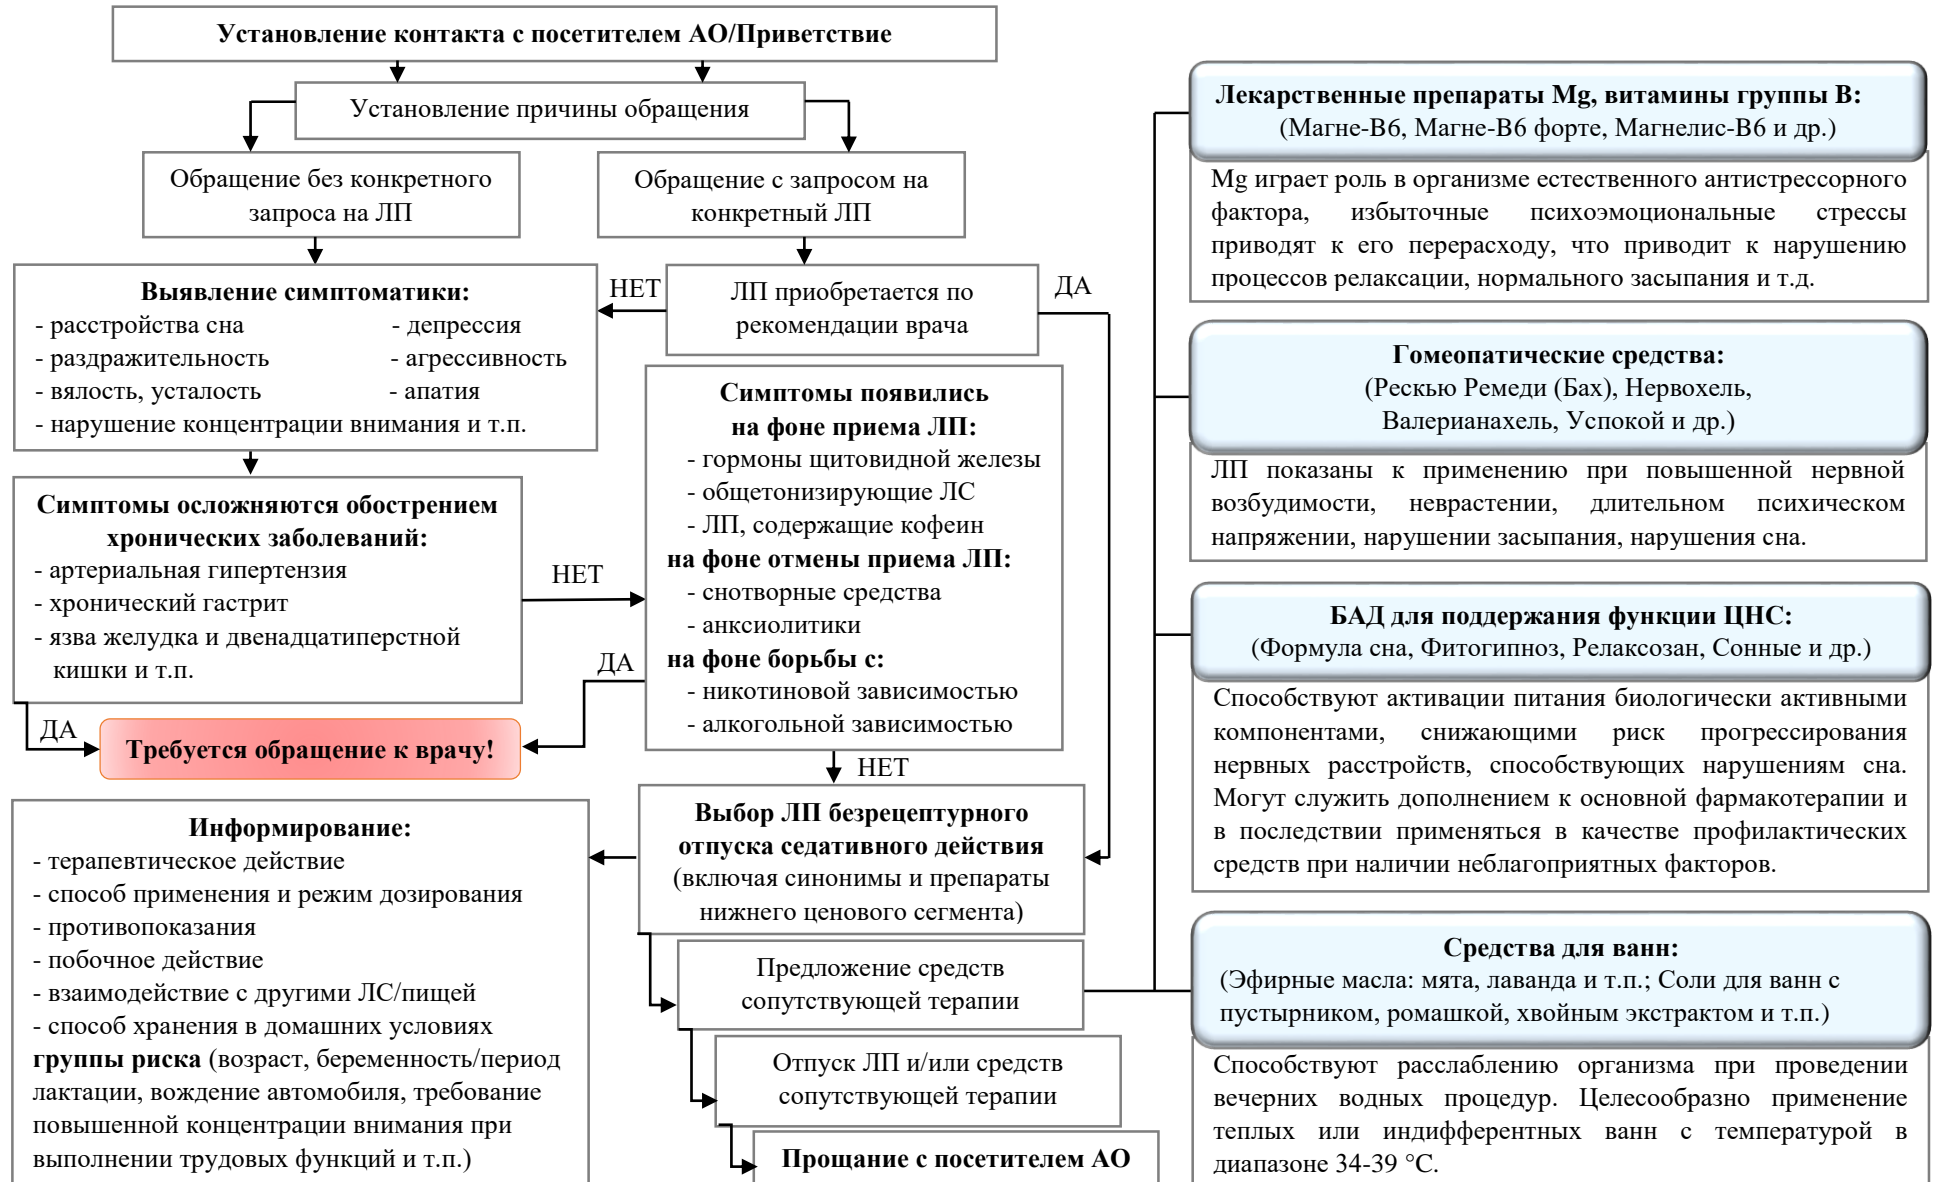 Установление контакта с посетителем АО/Приветствие
Установление причины обращения
Обращение без конкретного
запроса на ЛП
Обращение с запросом на
конкретный ЛП
Выявление симптоматики:
- расстройства сна - депрессия
- раздражительность - агрессивность
- вялость, усталость - апатия
- нарушение концентрации внимания и т.п.
НЕТ
ЛП приобретается по
рекомендации врача
ДА
Симптомы осложняются обострением
хронических заболеваний:
- артериальная гипертензия
- хронический гастрит
- язва желудка и двенадцатиперстной
кишки и т.п.
НЕТ
ДА
Симптомы появились
на фоне приема ЛП:
- гормоны щитовидной железы
- общетонизирующие ЛС
- ЛП, содержащие кофеин
на фоне отмены приема ЛП:
- снотворные средства
- анксиолитики
на фоне борьбы с:
- никотиновой зависимостью
- алкогольной зависимостью
ДА
Требуется обращение к врачу!
НЕТ
Выбор ЛП безрецептурного
отпуска седативного действия
(включая синонимы и препараты
нижнего ценового сегмента)
Информирование:
- терапевтическое действие
- способ применения и режим дозирования
- противопоказания
- побочное действие
- взаимодействие с другими ЛС/пищей
- способ хранения в домашних условиях
группы риска (возраст, беременность/период
лактации, вождение автомобиля, требование
повышенной концентрации внимания при
выполнении трудовых функций и т.п.)
Предложение средств
сопутствующей терапии
Отпуск ЛП и/или средств
сопутствующей терапии
Прощание с посетителем АО
Лекарственные препараты Mg, витамины группы В:
(Магне-В6, Магне-В6 форте, Магнелис-В6 и др.)
Mg играет роль в организме естественного антистрессорного
фактора, избыточные психоэмоциональные стрессы
приводят к его перерасходу, что приводит к нарушению
процессов релаксации, нормального засыпания и т.д.
Гомеопатические средства:
(Рескью Ремеди (Бах), Нервохель,
Валерианахель, Успокой и др.)
ЛП показаны к применению при повышенной нервной
возбудимости, неврастении, длительном психическом
напряжении, нарушении засыпания, нарушения сна.
БАД для поддержания функции ЦНС:
(Формула сна, Фитогипноз, Релаксозан, Сонные и др.)
Способствуют активации питания биологически активными
компонентами, снижающими риск прогрессирования
нервных расстройств, способствующих нарушениям сна.
Могут служить дополнением к основной фармакотерапии и
в последствии применяться в качестве профилактических
средств при наличии неблагоприятных факторов.
Средства для ванн:
(Эфирные масла: мята, лаванда и т.п.; Соли для ванн с
пустырником, ромашкой, хвойным экстрактом и т.п.)
Способствуют расслаблению организма при проведении
вечерних водных процедур. Целесообразно применение
теплых или индифферентных ванн с температурой в
диапазоне 34-39 °С.